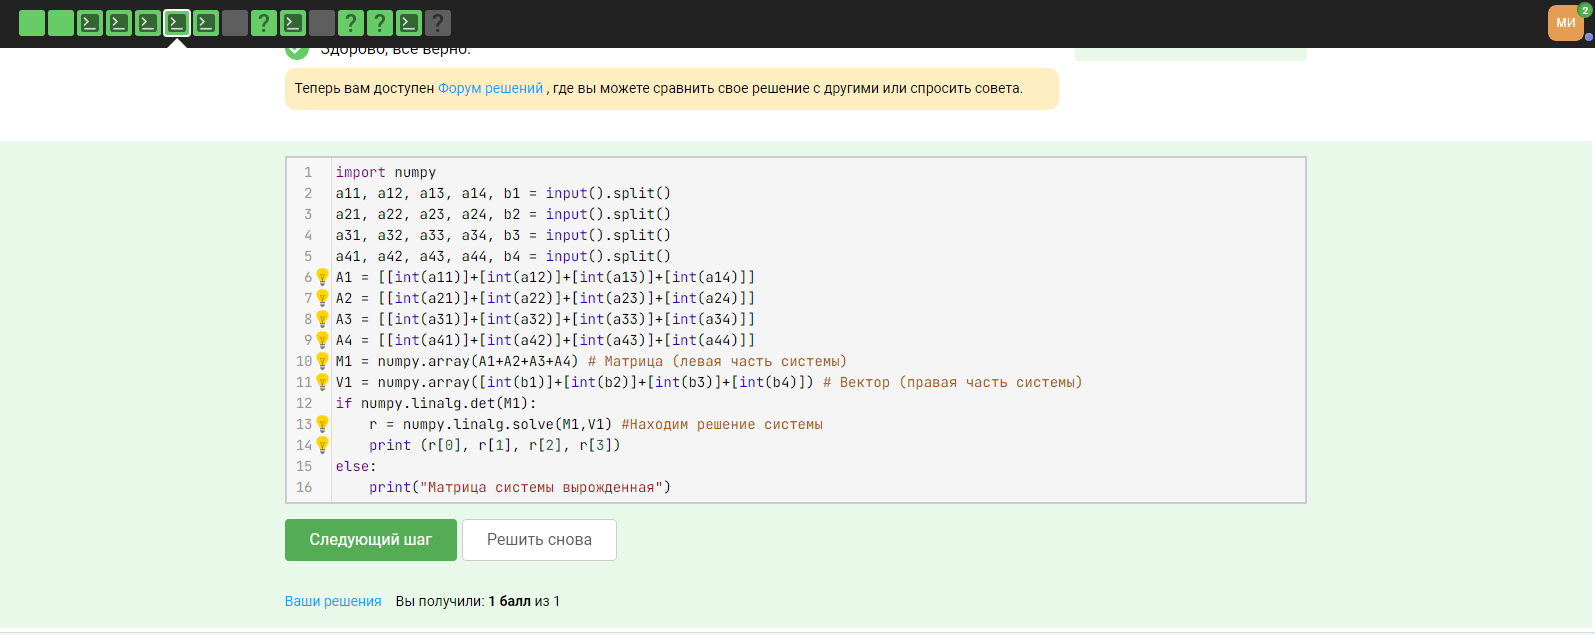 МИ
2
Здорово, всё верно.
Теперь вам доступен Форум решений , где вы можете сравнить свое решение с другими или спросить совета.
1 import numpy
2 a11, a12, a13, a14, b1 = input().split()
3 a21, a22, a23, a24, b2 = input().split()
4 a31, a32, a33, a34, b3 = input().split()
5 a41, a42, a43, a44, b4 = input().split()
6 A1 = [[int(a11)]+[int(a12)]+[int(a13)]+[int(a14)]]
7 A2 = [[int(a21)]+[int(a22)]+[int(a23)]+[int(a24)]]
8 A3 = [[int(a31)]+[int(a32)]+[int(a33)]+[int(a34)]]
9 A4 = [[int(a41)]+[int(a42)]+[int(a43)]+[int(a44)]]
10 M1 = numpy.array(A1+A2+A3+A4) # Матрица (левая часть системы)
11 V1 = numpy.array([int(b1)]+[int(b2)]+[int(b3)]+[int(b4)]) # Вектор (правая часть системы)
12 if numpy.linalg.det(M1):
13     r = numpy.linalg.solve(M1,V1) #Находим решение системы
14     print (r[0], r[1], r[2], r[3])
15 else:
16     print("Матрица системы вырожденная")
Следующий шаг
Решить снова
Ваши решения Вы получили: 1 балл из 1